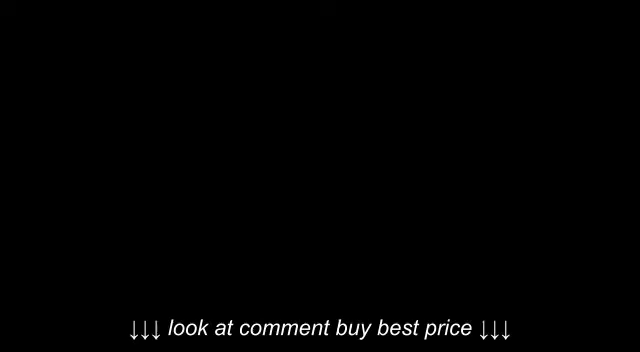 ↓↓↓ look at comment buy best price ↓↓↓